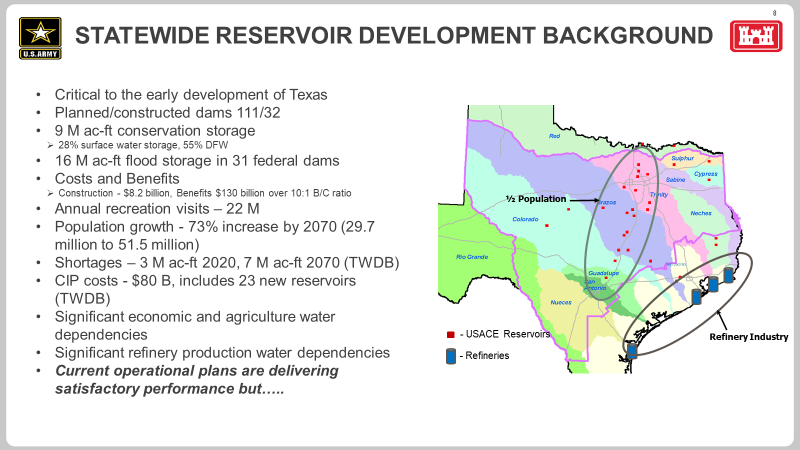 8
STATEWIDE RESERVOIR DEVELOPMENT BACKGROUND
U.S.ARMY
• Critical to the early development of Texas
• Planned/constructed dams 111/32
• 9 M ac-ft conservation storage
➢ 28% surface water storage, 55% DFW
• 16 M ac-ft flood storage in 31 federal dams
• Costs and Benefits
➢ Construction - $8.2 billion, Benefits $130 billion over 10:1 B/C ratio
• Annual recreation visits – 22 M
• Population growth - 73% increase by 2070 (29.7
million to 51.5 million)
• Shortages – 3 M ac-ft 2020, 7 M ac-ft 2070 (TWDB)
• CIP costs - $80 B, includes 23 new reservoirs
(TWDB)
• Significant economic and agriculture water
dependencies
• Significant refinery production water dependencies
• Current operational plans are delivering
satisfactory performance but…..
Red
Sulphur
Cypress
Sabine
Trinity
½ Population
Brazos
Neches
Colorado
Rio Grande
Guadalupe
San
Antonio
Nueces
- USACE Reservoirs
- Refineries
Refinery Industry